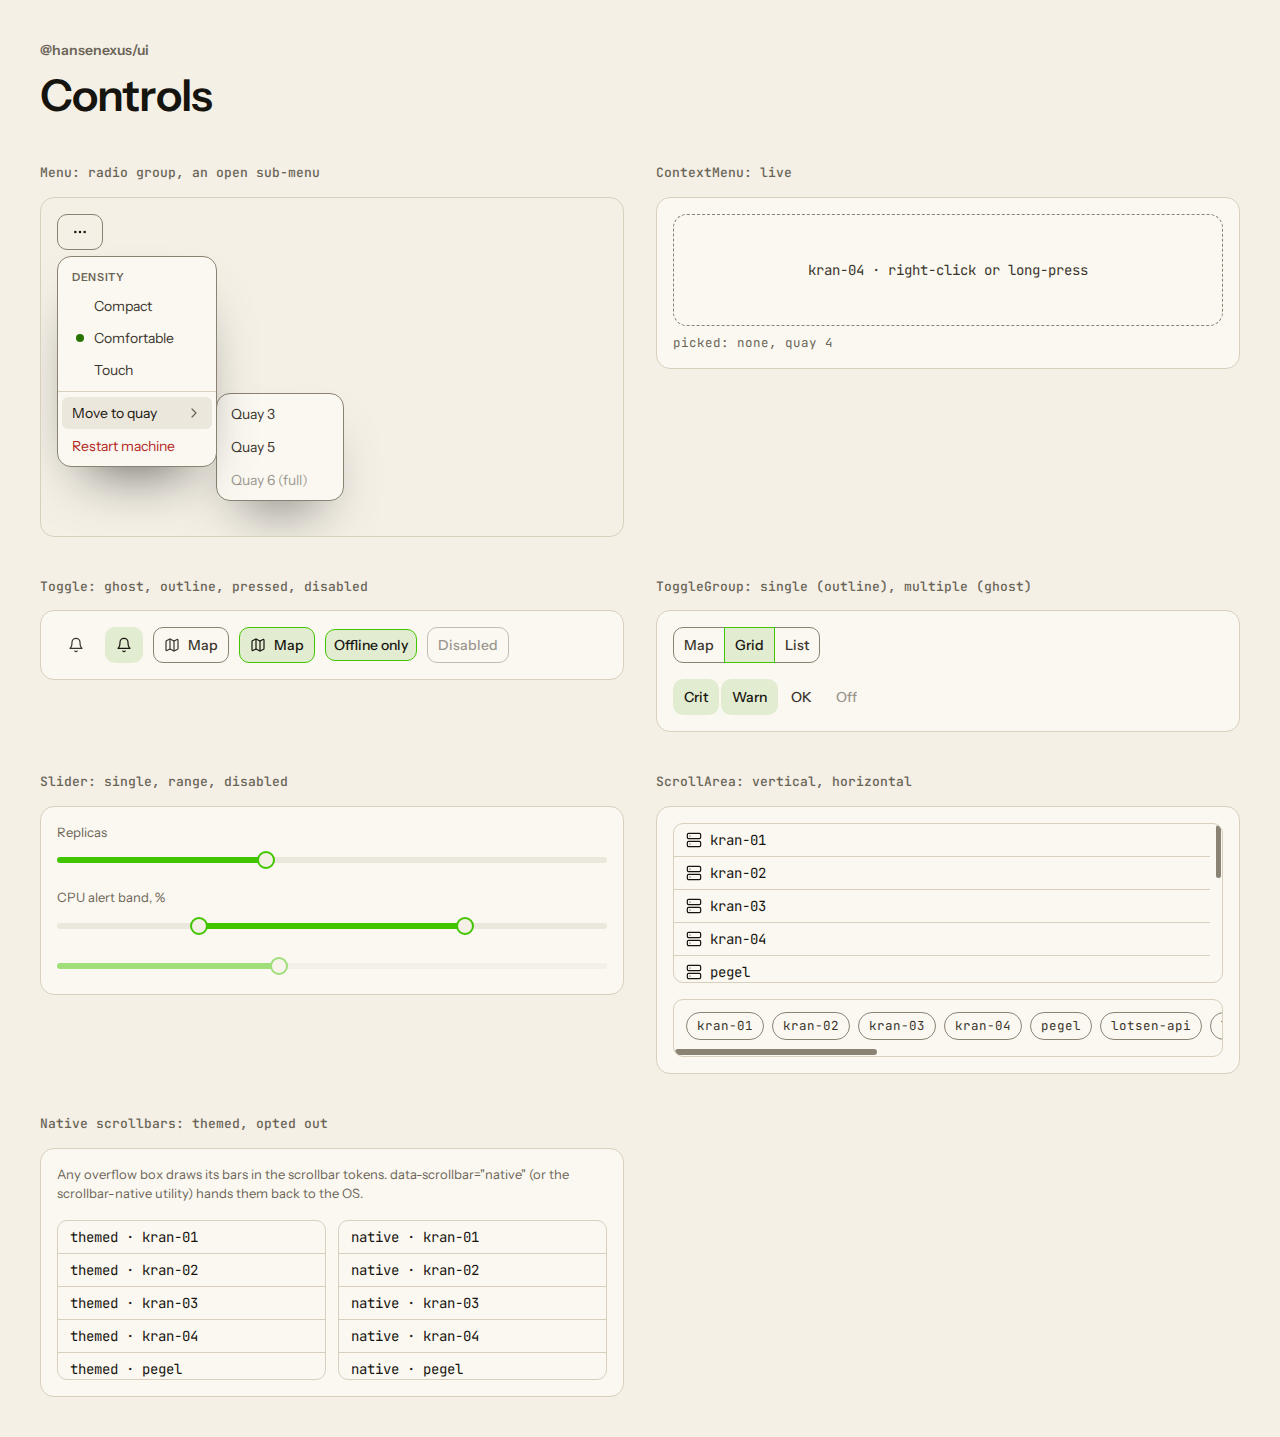 @hansenexus/ui
Controls
Menu: radio group, an open sub-menu
DENSITY
Compact
Comfortable
Touch
Move to quay
Restart machine
Quay 3
Quay 5
Quay 6 (full)
ContextMenu: live
kran-04 · right-click or long-press
picked: none, quay 4
Toggle: ghost, outline, pressed, disabled
Map
Map
Offline only
Disabled
ToggleGroup: single (outline), multiple (ghost)
Map Grid List
Crit Warn OK Off
Slider: single, range, disabled
Replicas
CPU alert band, %
ScrollArea: vertical, horizontal
kran-01
kran-02
kran-03
kran-04
pegel
kran-01 kran-02 kran-03 kran-04 pegel lotsen-api
Native scrollbars: themed, opted out
Any overflow box draws its bars in the scrollbar tokens. data-scrollbar="native" (or the
scrollbar-native utility) hands them back to the OS.
themed · kran-01
themed · kran-02
themed · kran-03
themed · kran-04
themed · pegel
native · kran-01
native · kran-02
native · kran-03
native · kran-04
native · pegel